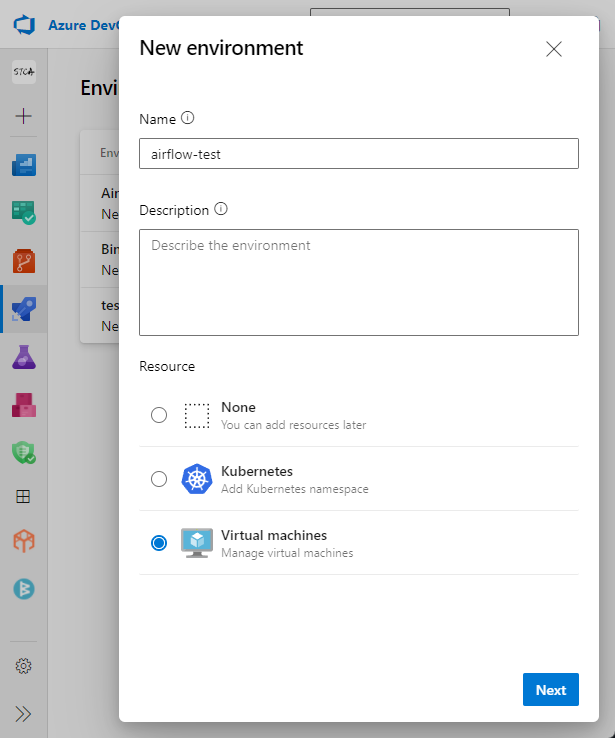 Azure DevO
New environment
STCA
Envi
Name
Env
airflow-test
Air
Ne
Description
Bin
Describe the environment
Ne
tes
Ne
Resource
None
You can add resources later
Kubernetes
Add Kubernetes namespace
Virtual machines
Manage virtual machines
Next